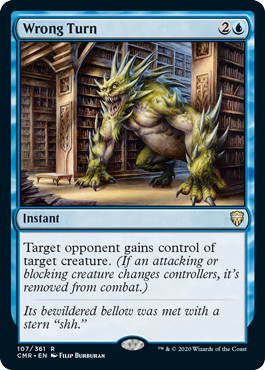 Wrong Turn 2
Instant
Target opponent gains control of
target creature. (If an attacking or
blocking creature changes controllers, it's
removed from combat.)
Its bewildered bellow was met with a
stern “shh.”
107/361 R
CMR • EN FILIP BURBURAN
™ & © 2020 Wizards of the Coast